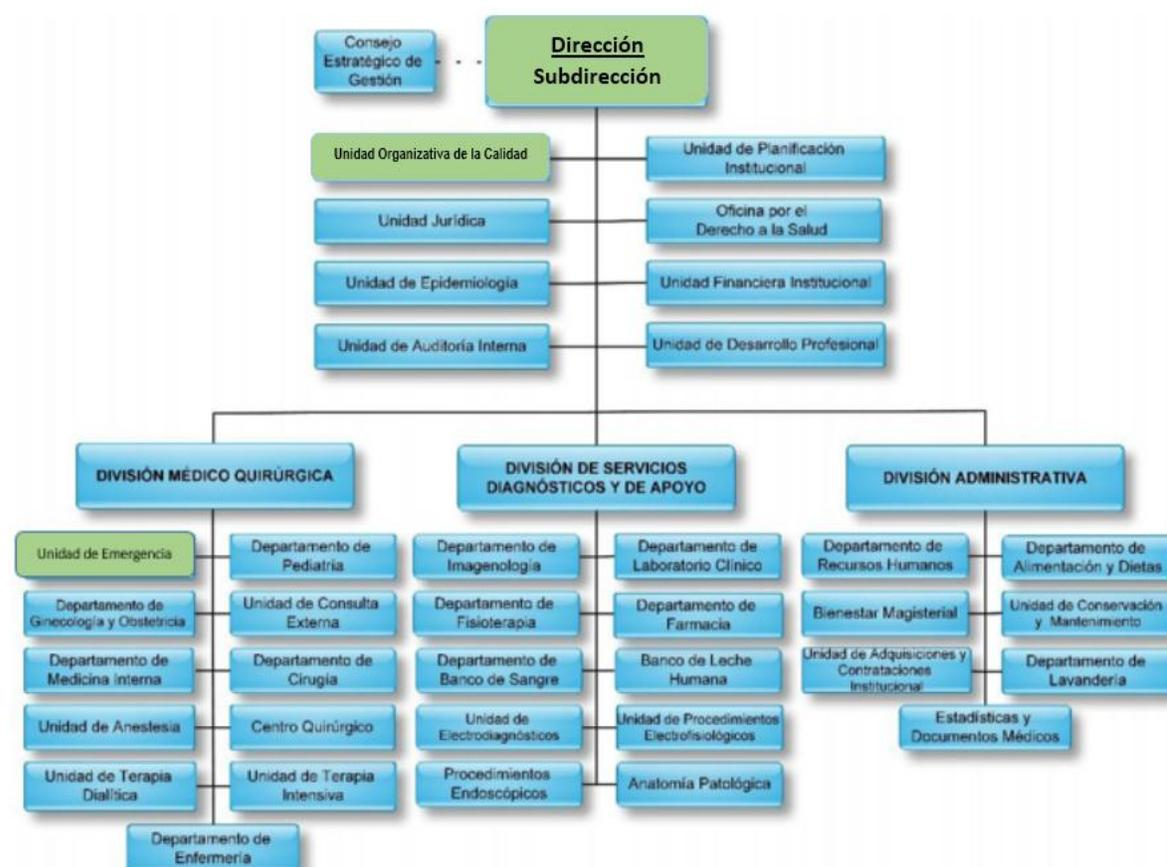 Consejo
Estratégico de
Gestión
Dirección
Subdirección
Unidad Organizativa de la Calidad
Unidad de Planificación
Institucional
Unidad Jurídica
Oficina por el
Derecho a la Salud
Unidad de Epidemiología
Unidad Financiera Institucional
Unidad de Auditoría Interna
Unidad de Desarrollo Profesional
DIVISIÓN MÉDICO QUIRÚRGICA
DIVISIÓN DE SERVICIOS
DIAGNÓSTICOS Y DE APOYO
DIVISIÓN ADMINISTRATIVA
Unidad de Emergencia
Departamento de
Pediatría
Departamento de
Ginecología y Obstetricia
Unidad de Consulta
Externa
Departamento de
Medicina Interna
Departamento de
Cirugía
Unidad de Anestesia
Centro Quirúrgico
Unidad de Terapia
Dialítica
Unidad de Terapia
Intensiva
Departamento de
Enfermería
Departamento de
Imagenología
Departamento de
Laboratorio Clínico
Departamento de
Fisioterapia
Departamento de
Farmacia
Departamento de
Banco de Sangre
Banco de Leche
Humana
Unidad de
Electrodiagnósticos
Unidad de Procedimientos
Electrofisiológicos
Procedimientos
Endoscópicos
Anatomía Patológica
Departamento de
Recursos Humanos
Departamento de
Alimentación y Dietas
Bienestar Magisterial
Unidad de Conservación
y Mantenimiento
Unidad de Adquisiciones y
Contrataciones
Institucional
Departamento de
Lavandería
Estadísticas y
Documentos Médicos